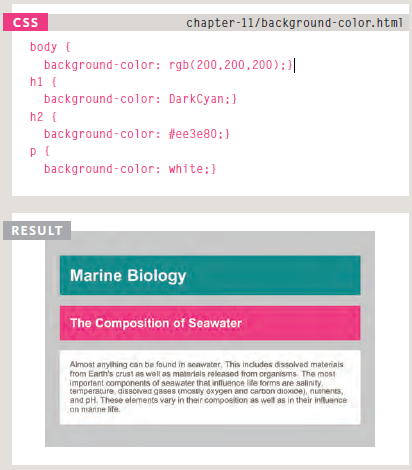 CSS
chapter-11/background-color.html
body {
  background-color: rgb(200,200,200);}
h1 {
  background-color: DarkCyan;}
h2 {
  background-color: #ee3e80;}
p {
  background-color: white;}
RESULT
Marine Biology
The Composition of Seawater
Almost anything can be found in seawater. This includes dissolved materials
from Earth's crust as well as materials released from organisms. The most
important components of seawater that influence life forms are salinity,
temperature, dissolved gases (mostly oxygen and carbon dioxide), nutrients,
and pH. These elements vary in their composition as well as in their influence
on marine life.